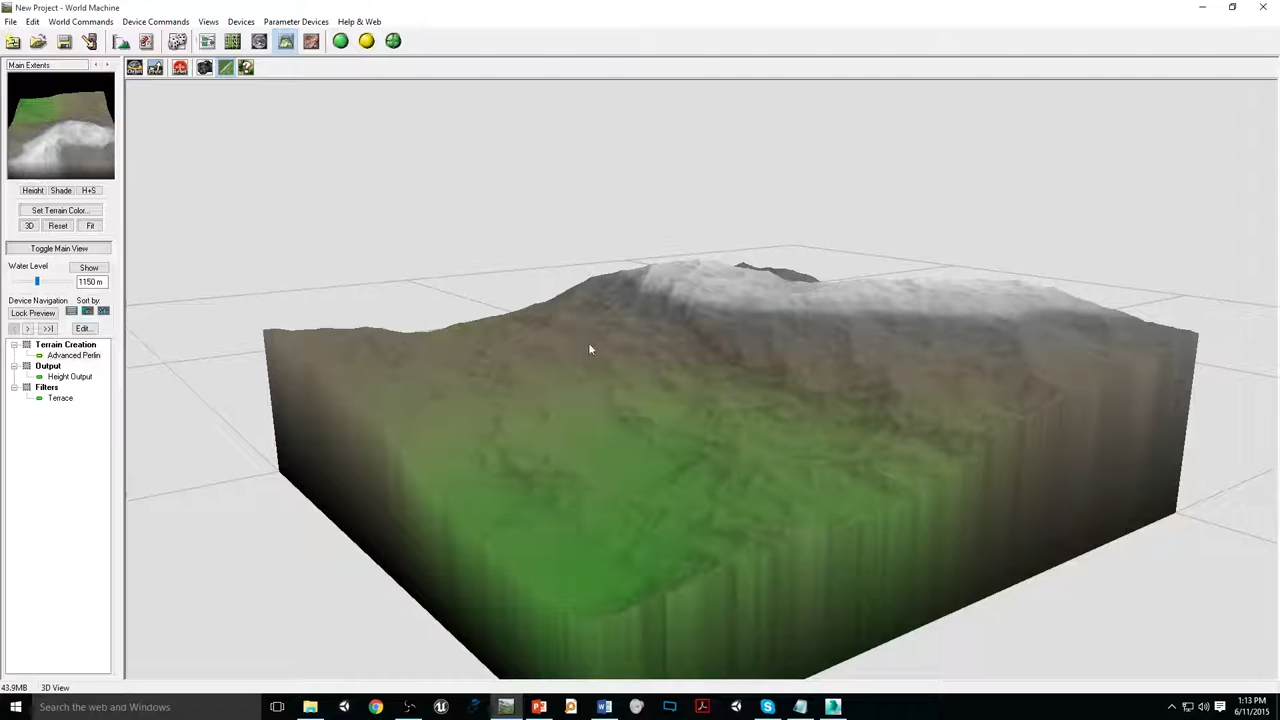 New Project - World Machine
File Edit World Commands Device Commands Views Devices Parameter Devices Help & Web
Main Extents
Height Shade H+S
Set Terrain Color...
3D Reset Fit
Toggle Main View
Water Level Show
1150 m
Device Navigation Sort by:
Lock Preview
> >>| Edit...
Terrain Creation
Advanced Perlin
Output
Height Output
Filters
Terrace
43.9MB 3D View
Search the web and Windows
1:13 PM
6/11/2015